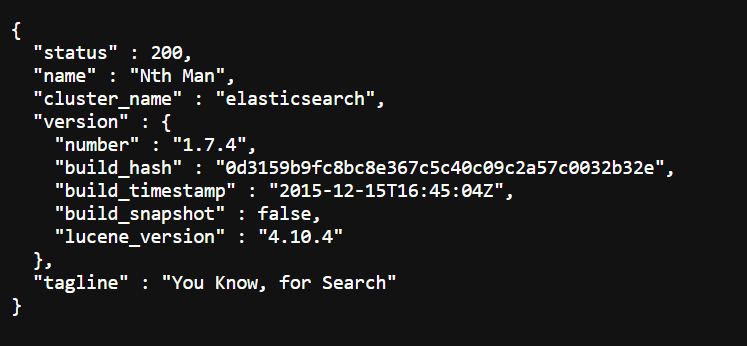 {
  "status" : 200,
  "name" : "Nth Man",
  "cluster_name" : "elasticsearch",
  "version" : {
    "number" : "1.7.4",
    "build_hash" : "0d3159b9fc8bc8e367c5c40c09c2a57c0032b32e",
    "build_timestamp" : "2015-12-15T16:45:04Z",
    "build_snapshot" : false,
    "lucene_version" : "4.10.4"
  },
  "tagline" : "You Know, for Search"
}